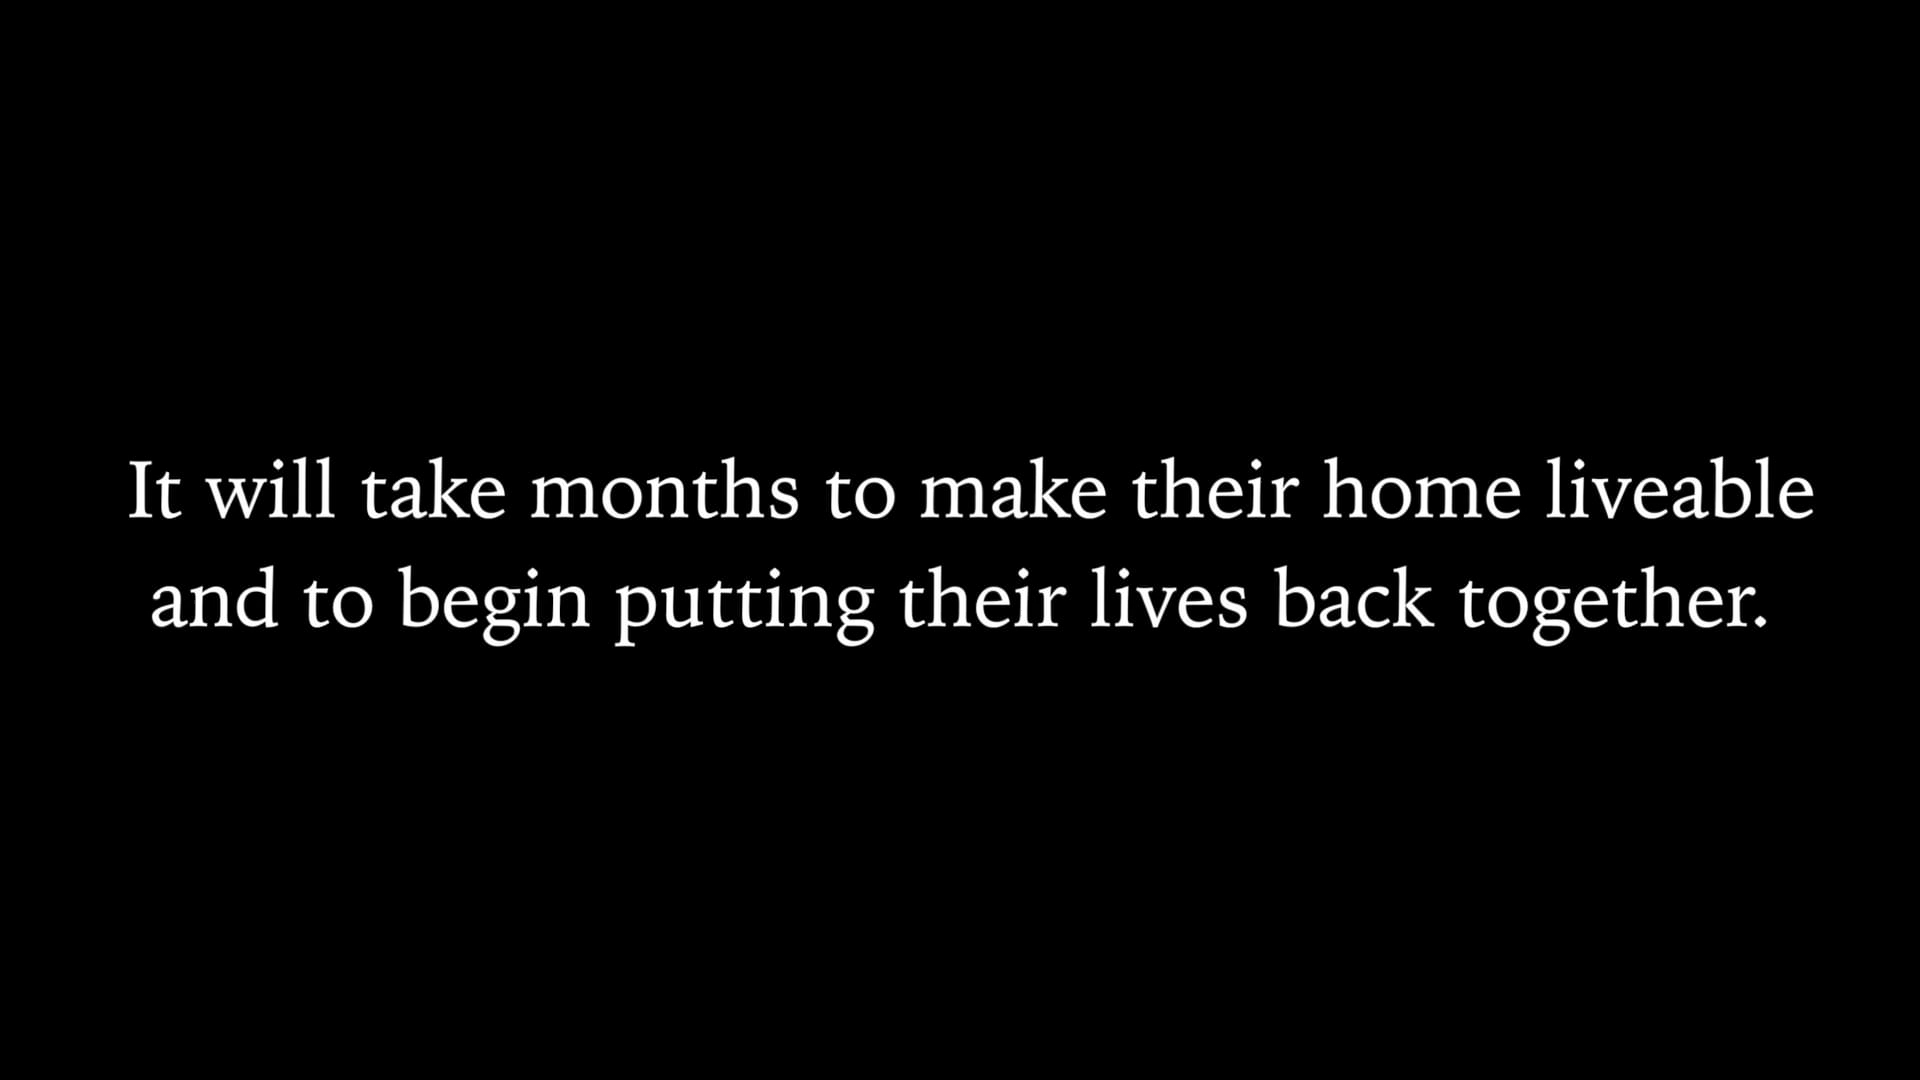 It will take months to make their home liveable
and to begin putting their lives back together.